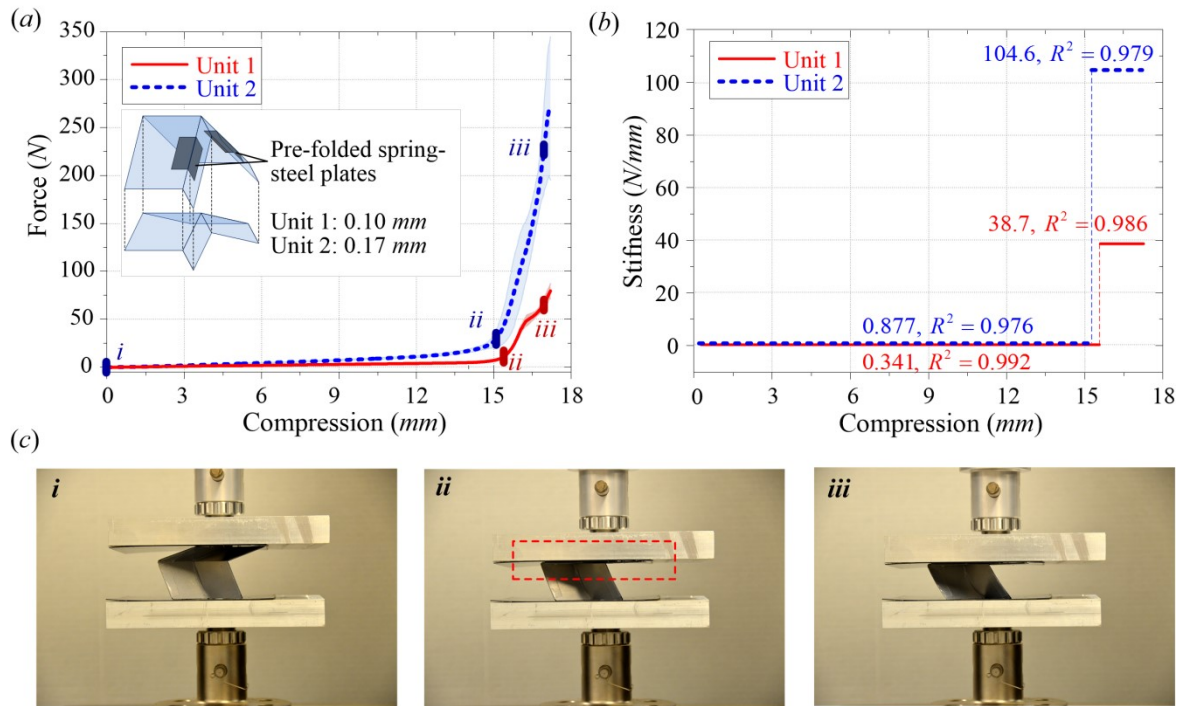 (a)
350
300
250
200
150
100
50
0
Force (N)
Unit 1
Unit 2
Pre-folded spring-
steel plates
Unit 1: 0.10 mm
Unit 2: 0.17 mm
i
ii
iii
ii
iii
0 3 6 9 12 15 18
Compression (mm)
(b)
120
100
80
60
40
20
0
Stifness (N/mm)
Unit 1
Unit 2
104.6, R² = 0.979
38.7, R² = 0.986
0.877, R² = 0.976
0.341, R² = 0.992
0 3 6 9 12 15 18
Compression (mm)
(c)
i
ii
iii